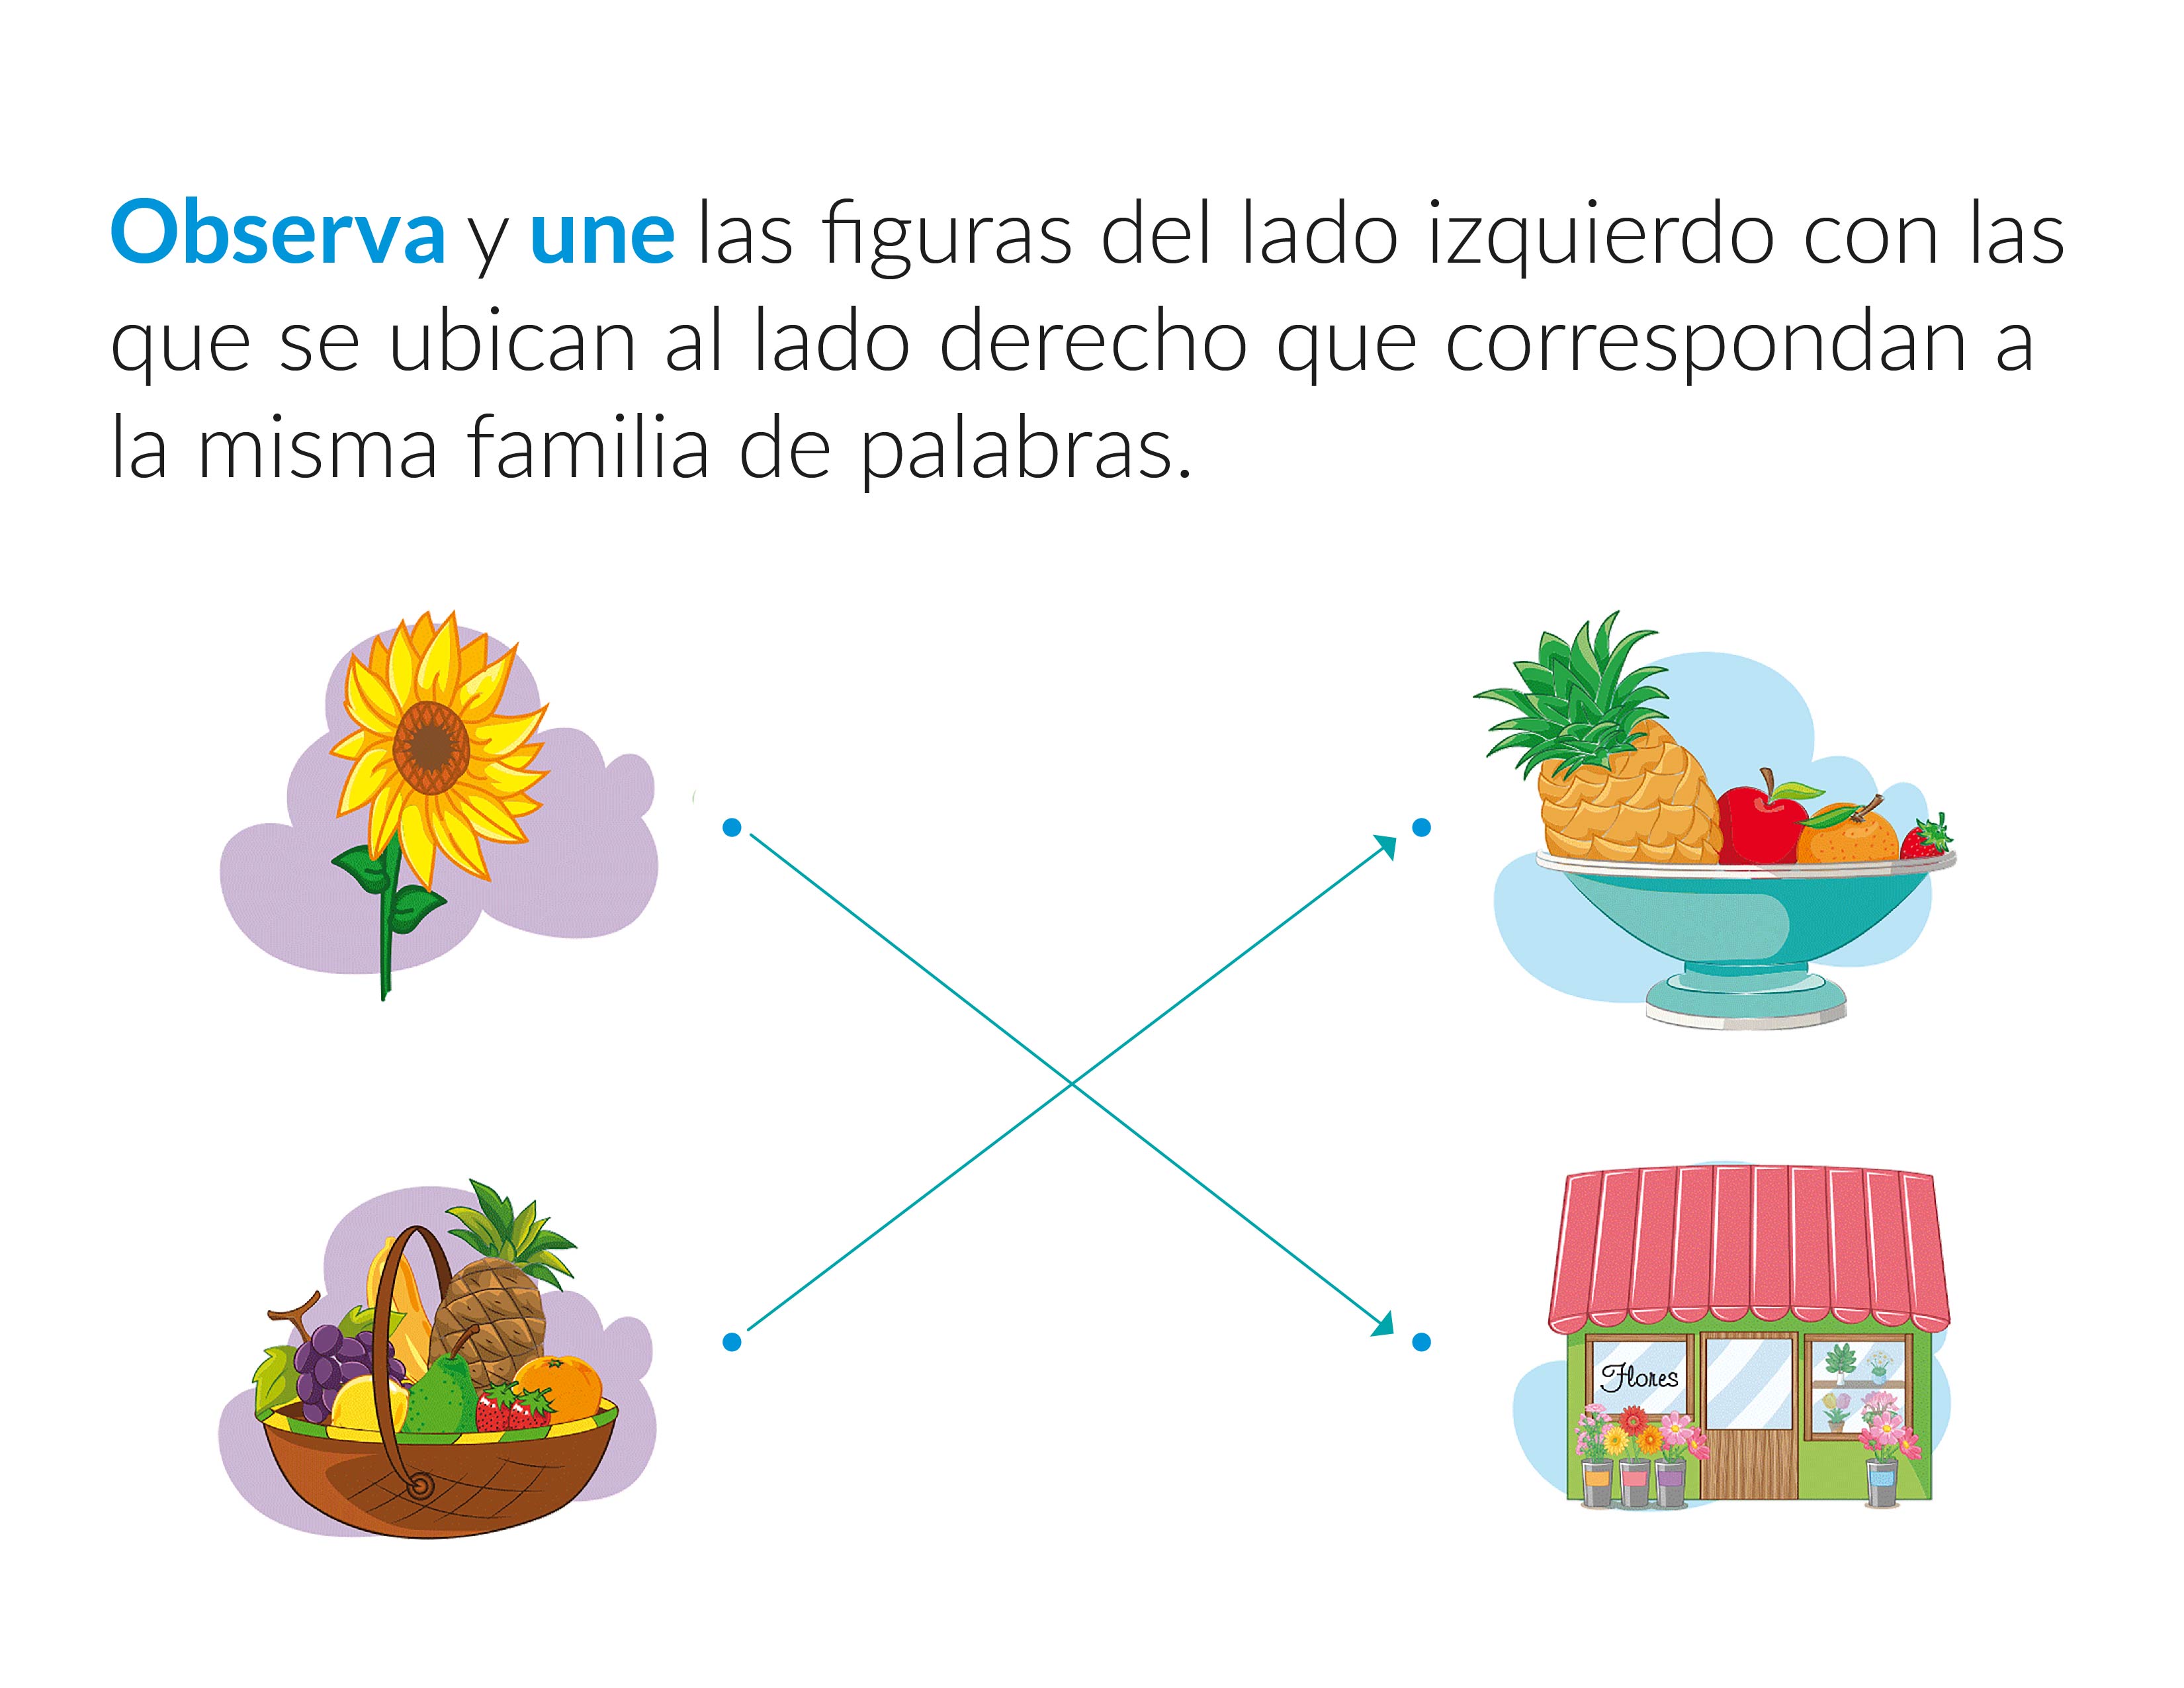 Observa y une las figuras del lado izquierdo con las
que se ubican al lado derecho que correspondan a
la misma familia de palabras.
Flores